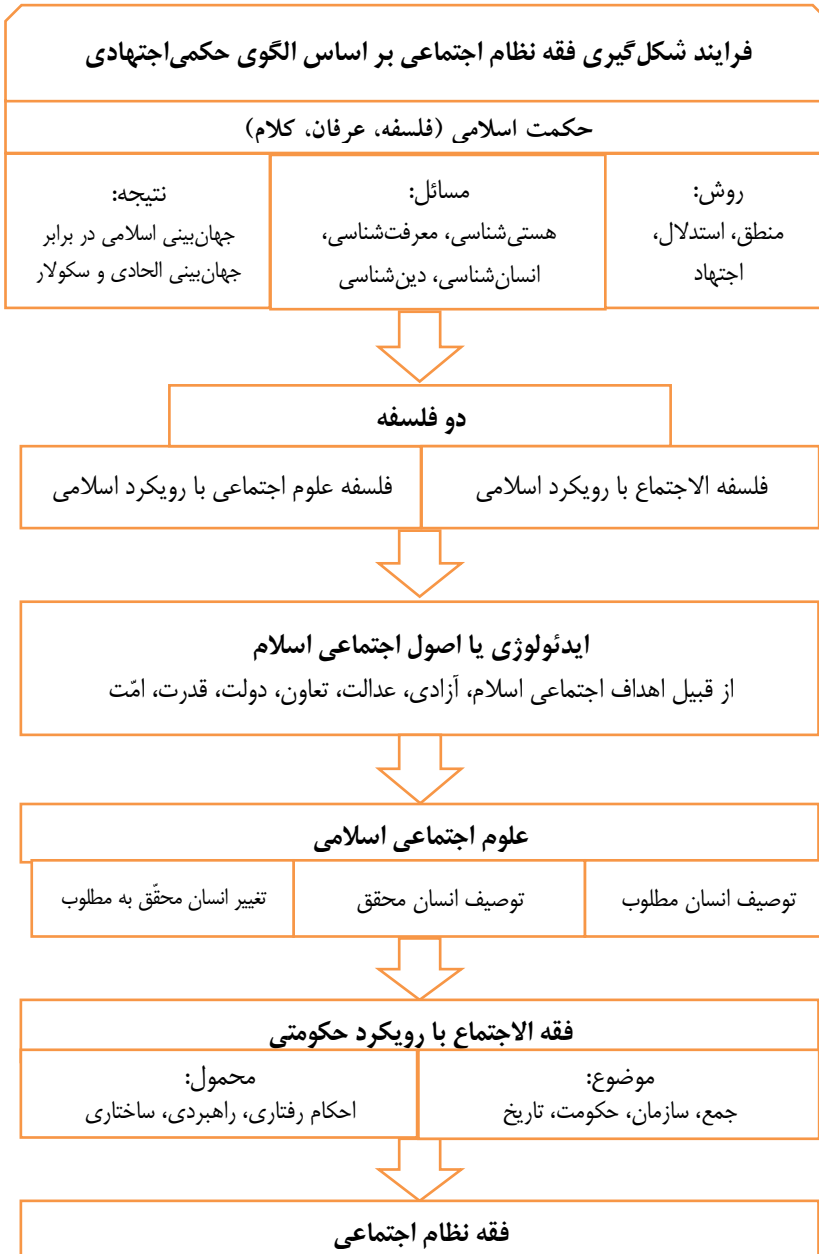 فرایند شکل‌گیری فقه نظام اجتماعی بر اساس الگوی حکمی‌اجتهادی
حکمت اسلامی (فلسفه، عرفان، کلام)
روش:
منطق، استدلال،
اجتهاد
مسائل:
هستی‌شناسی، معرفت‌شناسی،
انسان‌شناسی، دین‌شناسی
نتیجه:
جهان‌بینی اسلامی در برابر
جهان‌بینی الحادی و سکولار
دو فلسفه
فلسفه الاجتماع با رویکرد اسلامی
فلسفه علوم اجتماعی با رویکرد اسلامی
ایدئولوژی یا اصول اجتماعی اسلام
از قبیل اهداف اجتماعی اسلام، آزادی، عدالت، تعاون، دولت، قدرت، امّت
علوم اجتماعی اسلامی
توصیف انسان مطلوب
توصیف انسان محقق
تغییر انسان محقّق به مطلوب
فقه الاجتماع با رویکرد حکومتی
موضوع:
جمع، سازمان، حکومت، تاریخ
محمول:
احکام رفتاری، راهبردی، ساختاری
فقه نظام اجتماعی